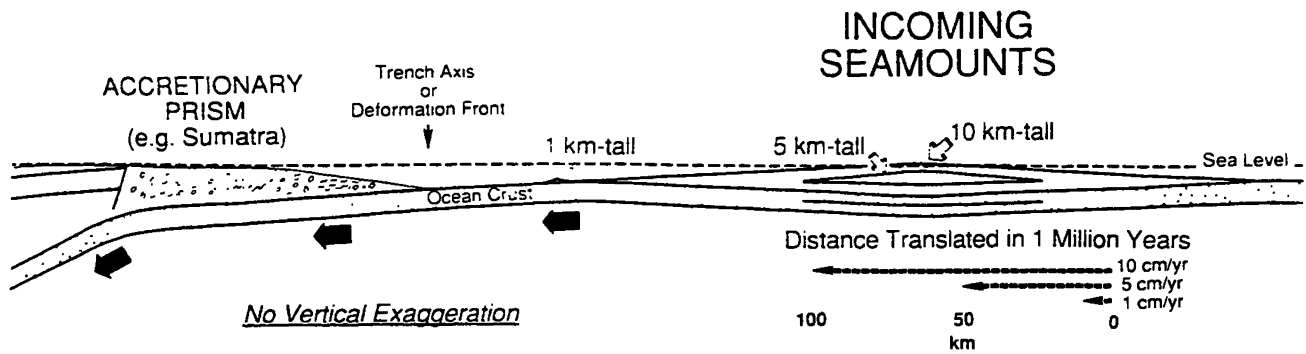 INCOMING
SEAMOUNTS
ACCRETIONARY
PRISM
(e.g. Sumatra)
Trench Axis
or
Deformation Front
1 km-tall
5 km-tall
10 km-tall
Sea Level
Ocean Crust
Distance Translated in 1 Million Years
10 cm/yr
5 cm/yr
1 cm/yr
100 50 0
km
No Vertical Exaggeration